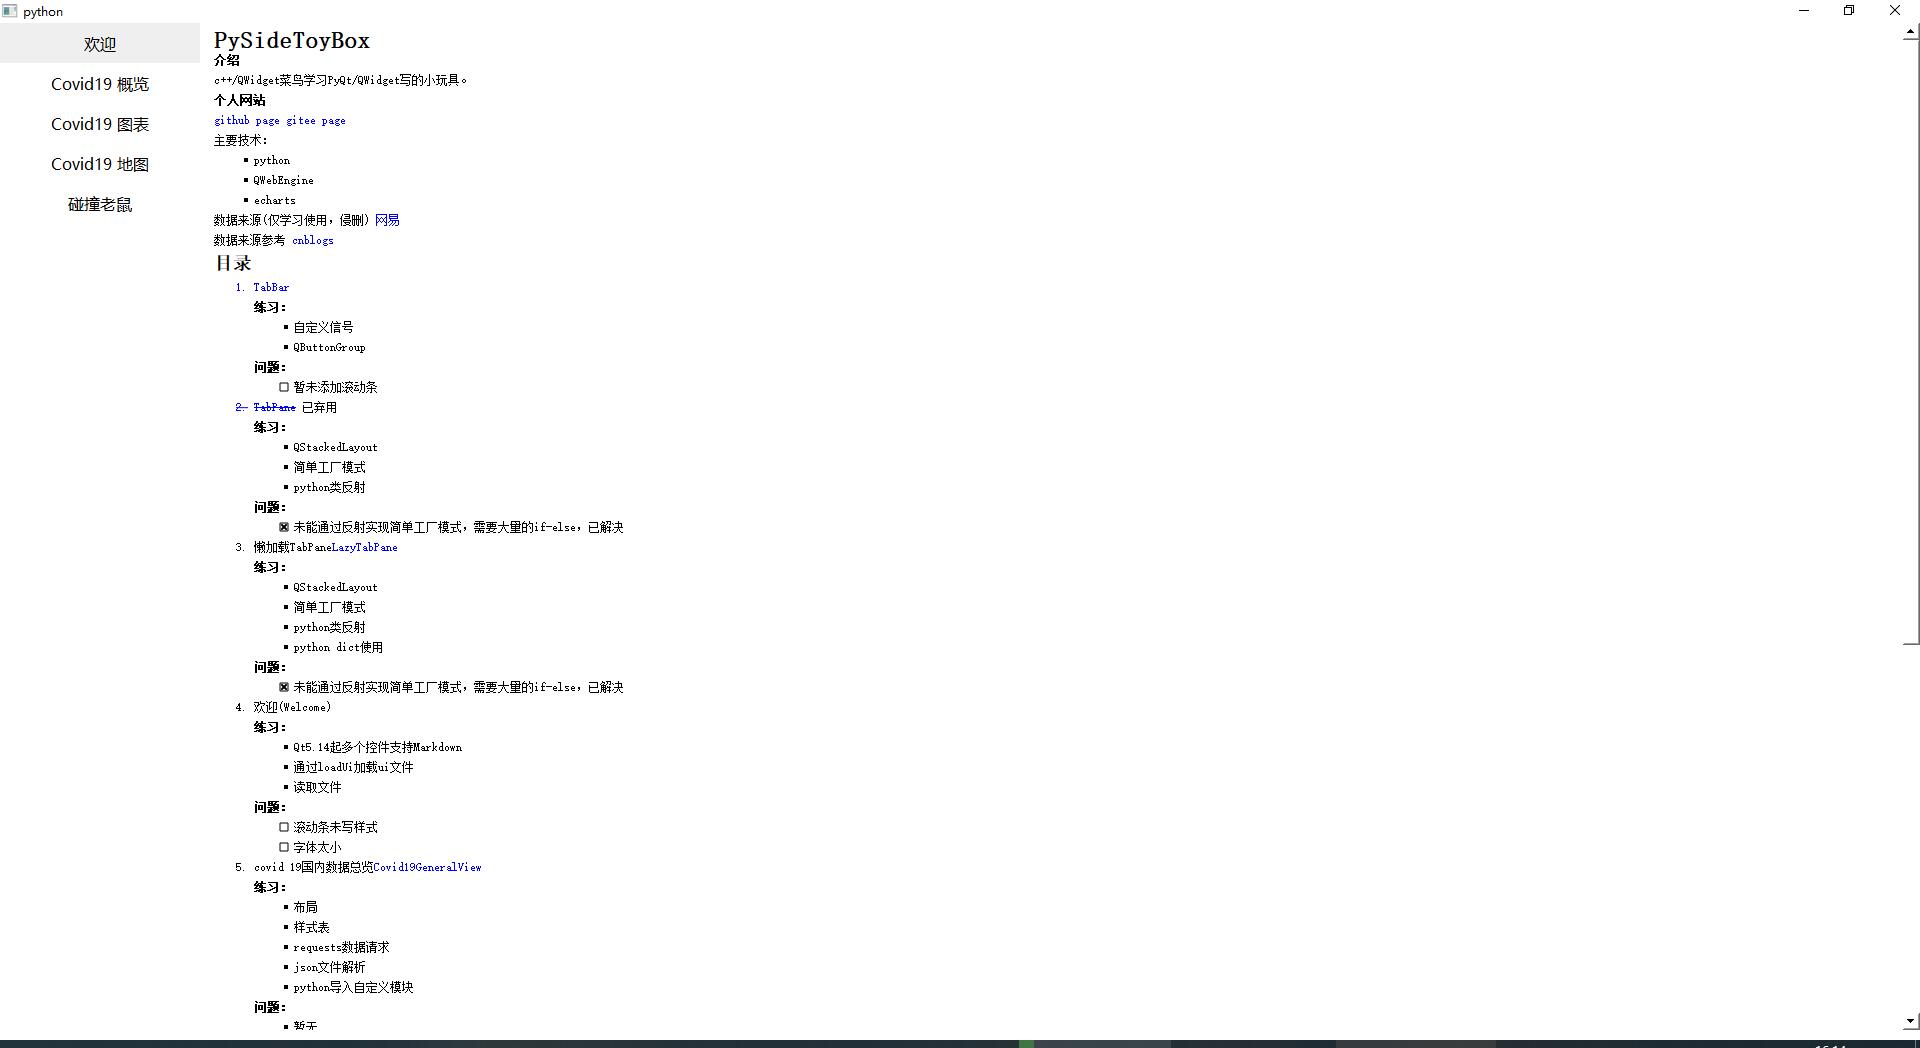 python
欢迎
Covid19 概览
Covid19 图表
Covid19 地图
碰撞老鼠
PySideToyBox
介绍
c++/QWidget菜鸟学习PyQt/QWidget写的小玩具。
个人网站
github page gitee page
主要技术:
python
QWebEngine
echarts
数据来源(仅学习使用，侵删) 网易
数据来源参考 cnblogs
目录
1. TabBar
练习:
自定义信号
QButtonGroup
问题:
暂未添加滚动条
2. TabPane 已弃用
练习:
QStackedLayout
简单工厂模式
python类反射
问题:
未能通过反射实现简单工厂模式，需要大量的if-else，已解决
3. 懒加载TabPaneLazyTabPane
练习:
QStackedLayout
简单工厂模式
python类反射
python dict使用
问题:
未能通过反射实现简单工厂模式，需要大量的if-else，已解决
4. 欢迎(Welcome)
练习:
Qt5.14起多个控件支持Markdown
通过loadUi加载ui文件
读取文件
问题:
滚动条未写样式
字体太小
5. covid 19国内数据总览Covid19GeneralView
练习:
布局
样式表
requests数据请求
json文件解析
python导入自定义模块
问题:
暂无